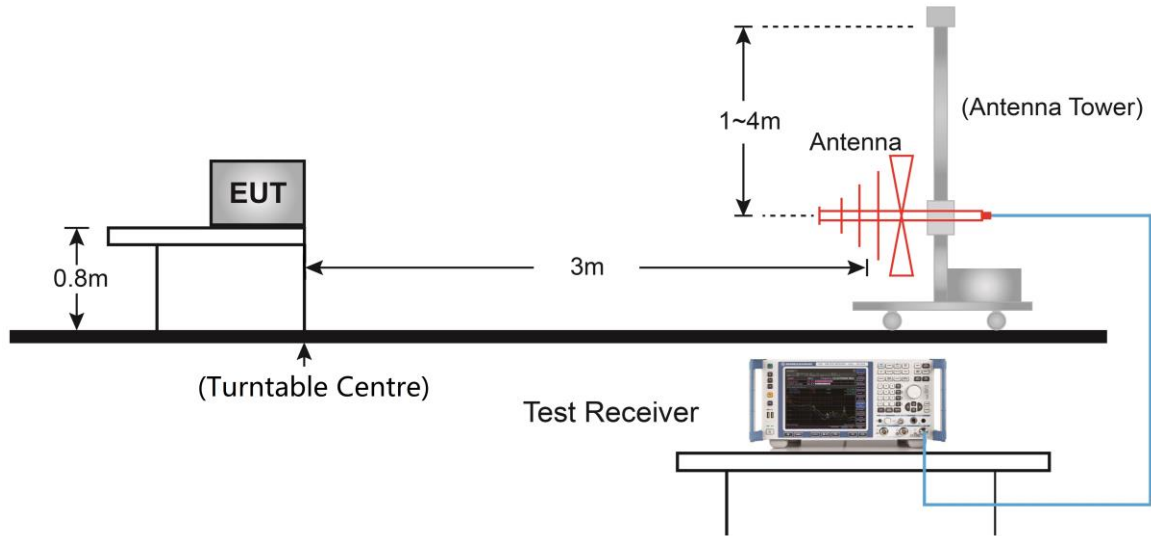 1~4m
(Antenna Tower)
Antenna
EUT
0.8m
3m
(Turntable Centre)
Test Receiver